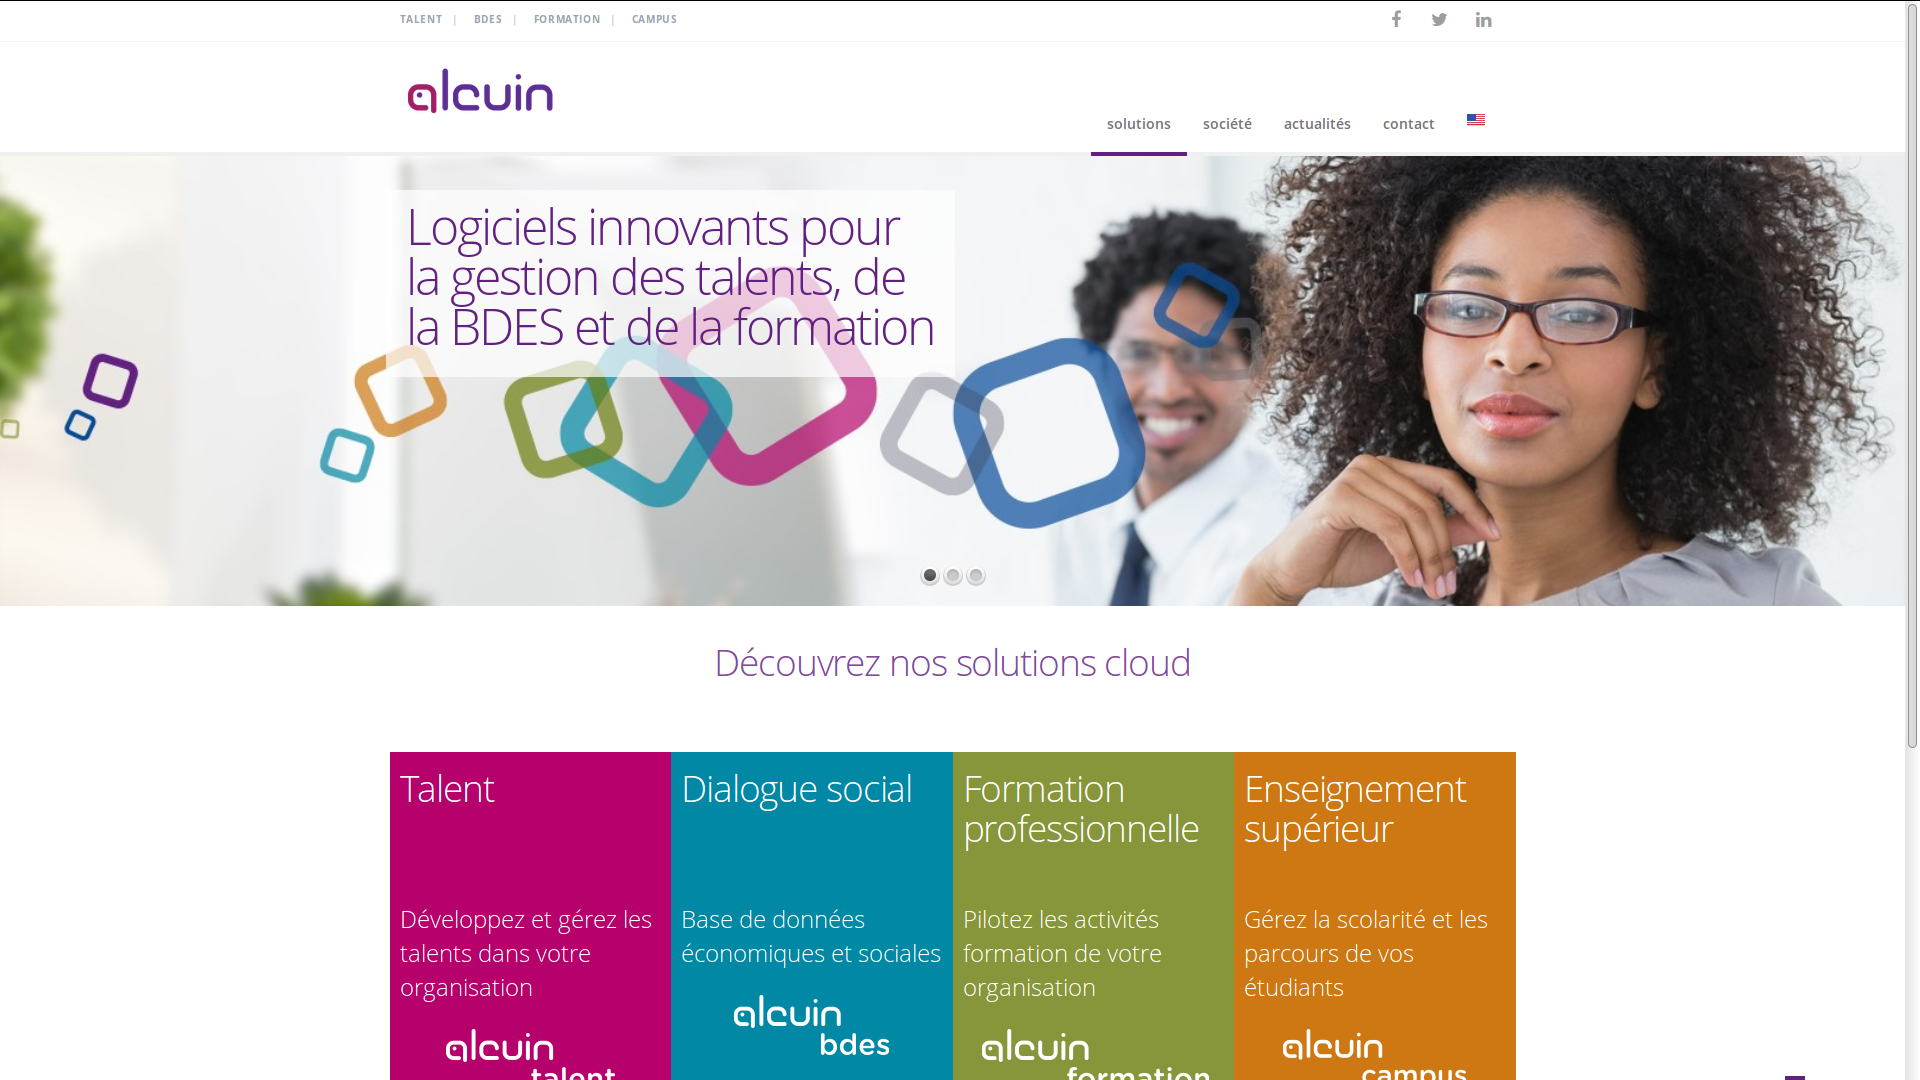 TALENT | BDES | FORMATION | CAMPUS
alcuin
solutions société actualités contact
Logiciels innovants pour
la gestion des talents, de
la BDES et de la formation
Découvrez nos solutions cloud
Talent
Développez et gérez les
talents dans votre
organisation
alcuin
talent
Dialogue social
Base de données
économiques et sociales
alcuin
bdes
Formation
professionnelle
Pilotez les activités
formation de votre
organisation
alcuin
formation
Enseignement
supérieur
Gérez la scolarité et les
parcours de vos
étudiants
alcuin
campus